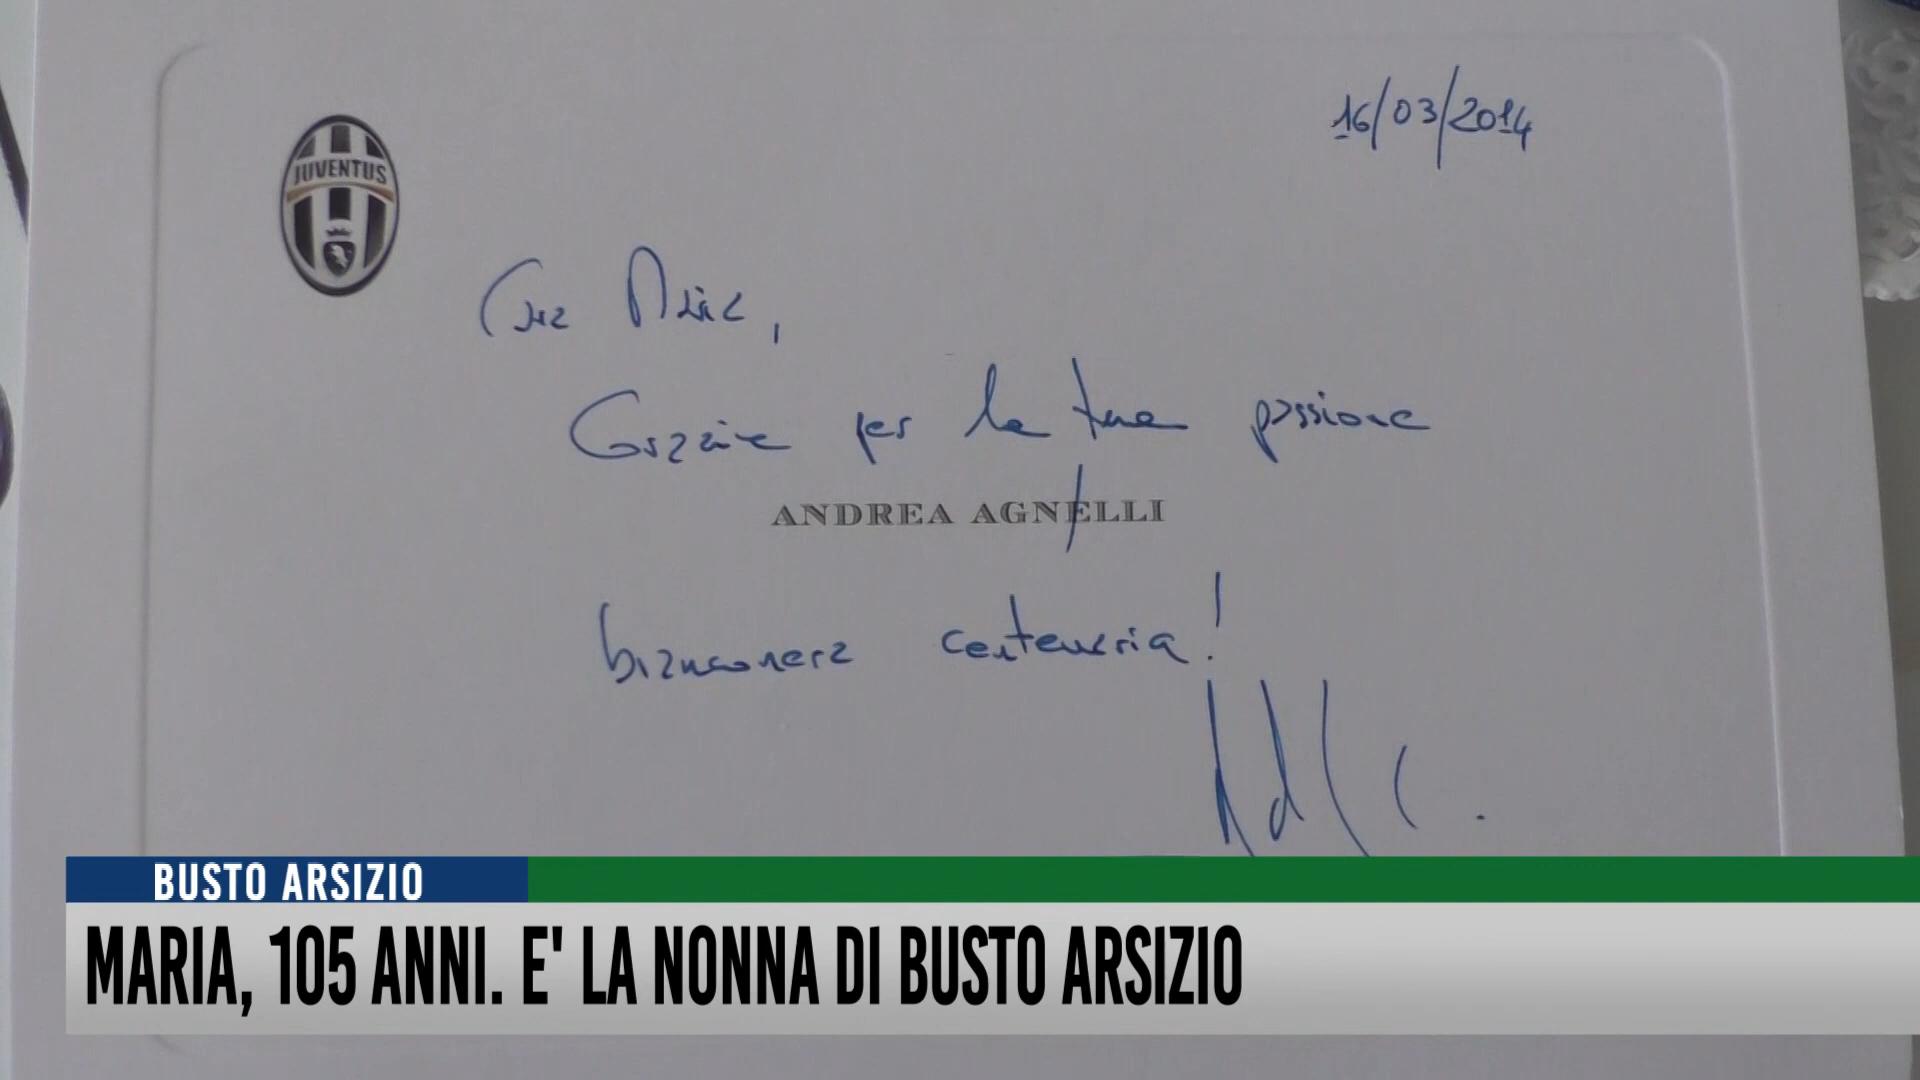 16/03/2014
JUVENTUS
Cara Maria,
Grazie per la tua passione
ANDREA AGNELLI
bianconera centenaria!
BUSTO ARSIZIO
MARIA, 105 ANNI. E' LA NONNA DI BUSTO ARSIZIO